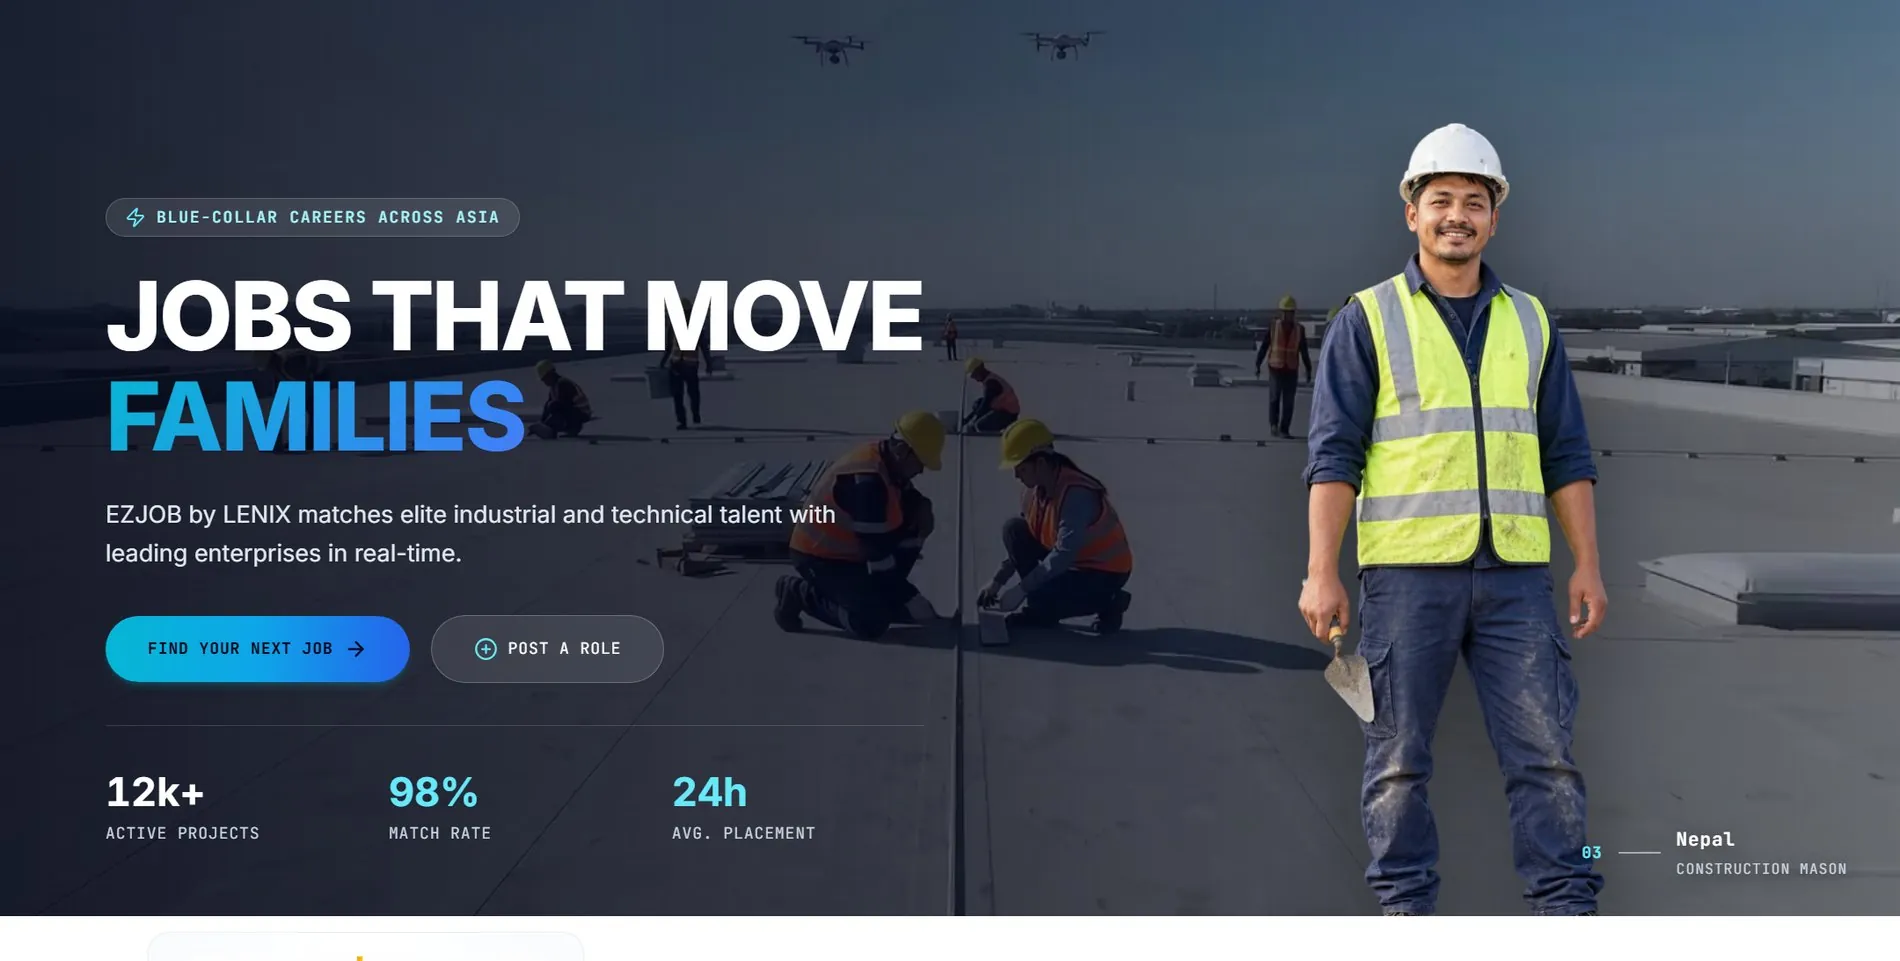 BLUE-COLLAR CAREERS ACROSS ASIA
JOBS THAT MOVE
FAMILIES
EZJOB by LENIX matches elite industrial and technical talent with
leading enterprises in real-time.
FIND YOUR NEXT JOB
POST A ROLE
12k+
ACTIVE PROJECTS
98%
MATCH RATE
24h
AVG. PLACEMENT
03
Nepal
CONSTRUCTION MASON